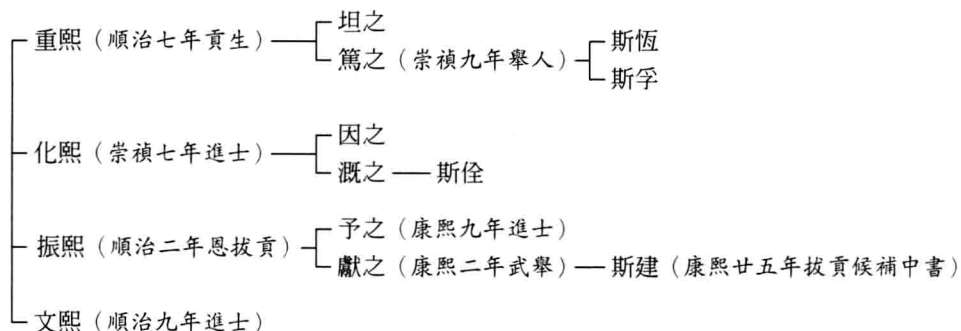 坦之
重熙（順治七年貢生）
斯恆
篤之（崇禎九年舉人）
斯孚
因之
化熙（崇禎七年進士）
溉之 斯佺
予之（康熙九年進士）
振熙（順治二年恩拔貢）
獻之（康熙二年武舉） 斯建（康熙廿五年拔貢候補中書）
文熙（順治九年進士）